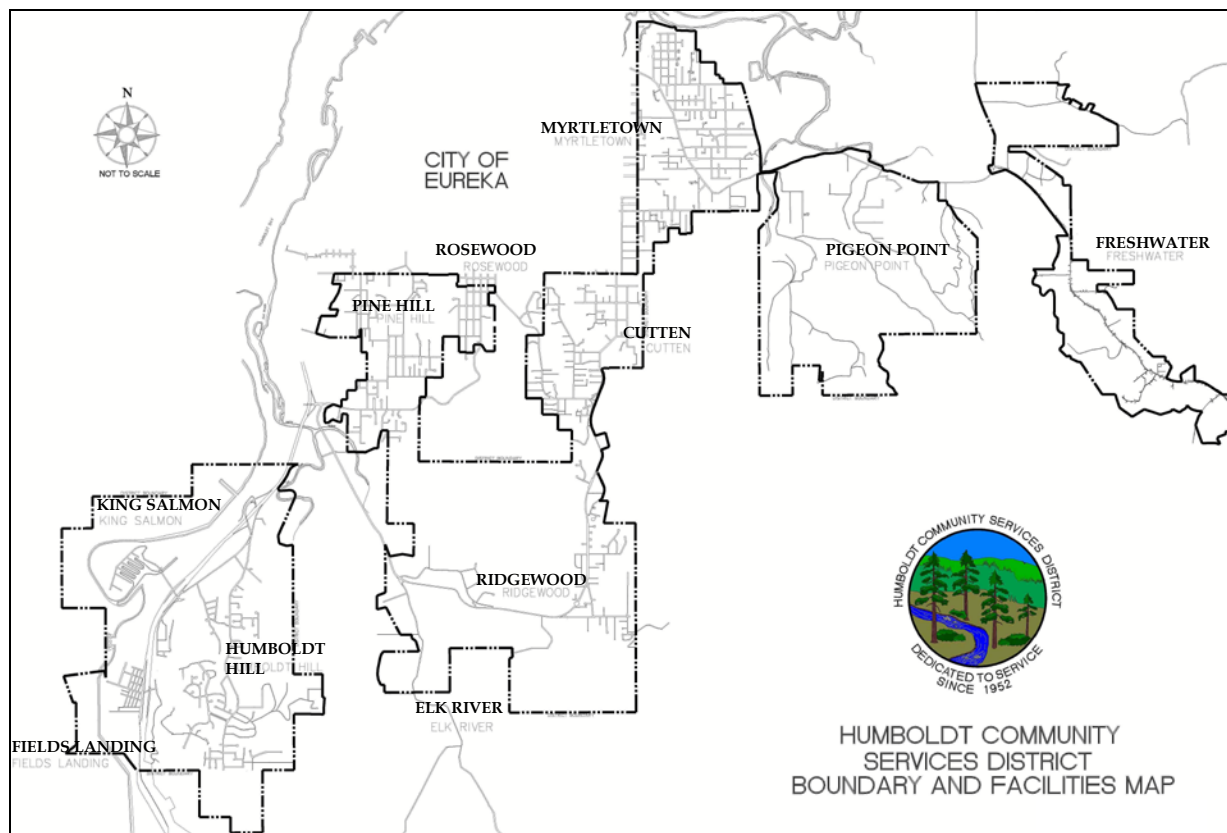 N
NOT TO SCALE
CITY OF
EUREKA
MYRTLETOWN
MYRTLETOWN
ROSEWOOD
ROSEWOOD
PINE HILL
PINE HILL
PIGEON POINT
PIGEON POINT
FRESHWATER
FRESHWATER
CUTTEN
CUTTEN
KING SALMON
KING SALMON
RIDGEWOOD
RIDGEWOOD
HUMBOLDT
HILL
ELK RIVER
ELK RIVER
FIELDS LANDING
FIELDS LANDING
DISTRICT BOUNDARY
HUMBOLDT COMMUNITY SERVICES DISTRICT
DEDICATED TO SERVICE
SINCE 1952
HUMBOLDT COMMUNITY
SERVICES DISTRICT
BOUNDARY AND FACILITIES MAP